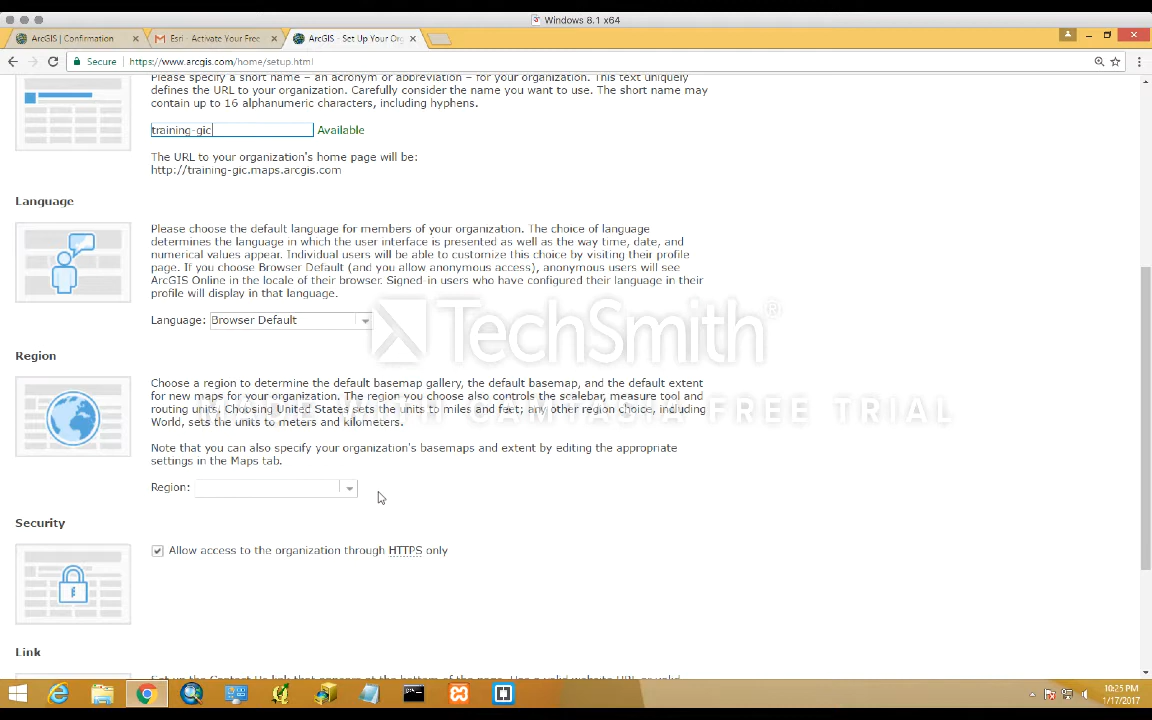 Windows 8.1 x64
ArcGIS | Confirmation
Esri - Activate Your Free
ArcGIS - Set Up Your Org
Secure
https://www.arcgis.com/home/setup.html
Please specify a short name – an acronym or abbreviation – for your organization. This text uniquely
defines the URL to your organization. Carefully consider the name you want to use. The short name may
contain up to 16 alphanumeric characters, including hyphens.
training-gic
Available
The URL to your organization's home page will be:
http://training-gic.maps.arcgis.com
Language
Please choose the default language for members of your organization. The choice of language
determines the language in which the user interface is presented as well as the way time, date, and
numerical values appear. Individual users will be able to customize this choice by visiting their profile
page. If you choose Browser Default (and you allow anonymous access), anonymous users will see
ArcGIS Online in the locale of their browser. Signed-in users who have configured their language in their
profile will display in that language.
Language: Browser Default
TechSmith®
Region
Choose a region to determine the default basemap gallery, the default basemap, and the default extent
for new maps for your organization. The region you choose also controls the scalebar, measure tool and
routing units. Choosing United States sets the units to miles and feet; any other region choice, including
World, sets the units to meters and kilometers.
MADE WITH CAMTASIA FREE TRIAL
Note that you can also specify your organization's basemaps and extent by editing the appropriate
settings in the Maps tab.
Region:
Security
Allow access to the organization through HTTPS only
Link
10:25 PM
1/17/2017